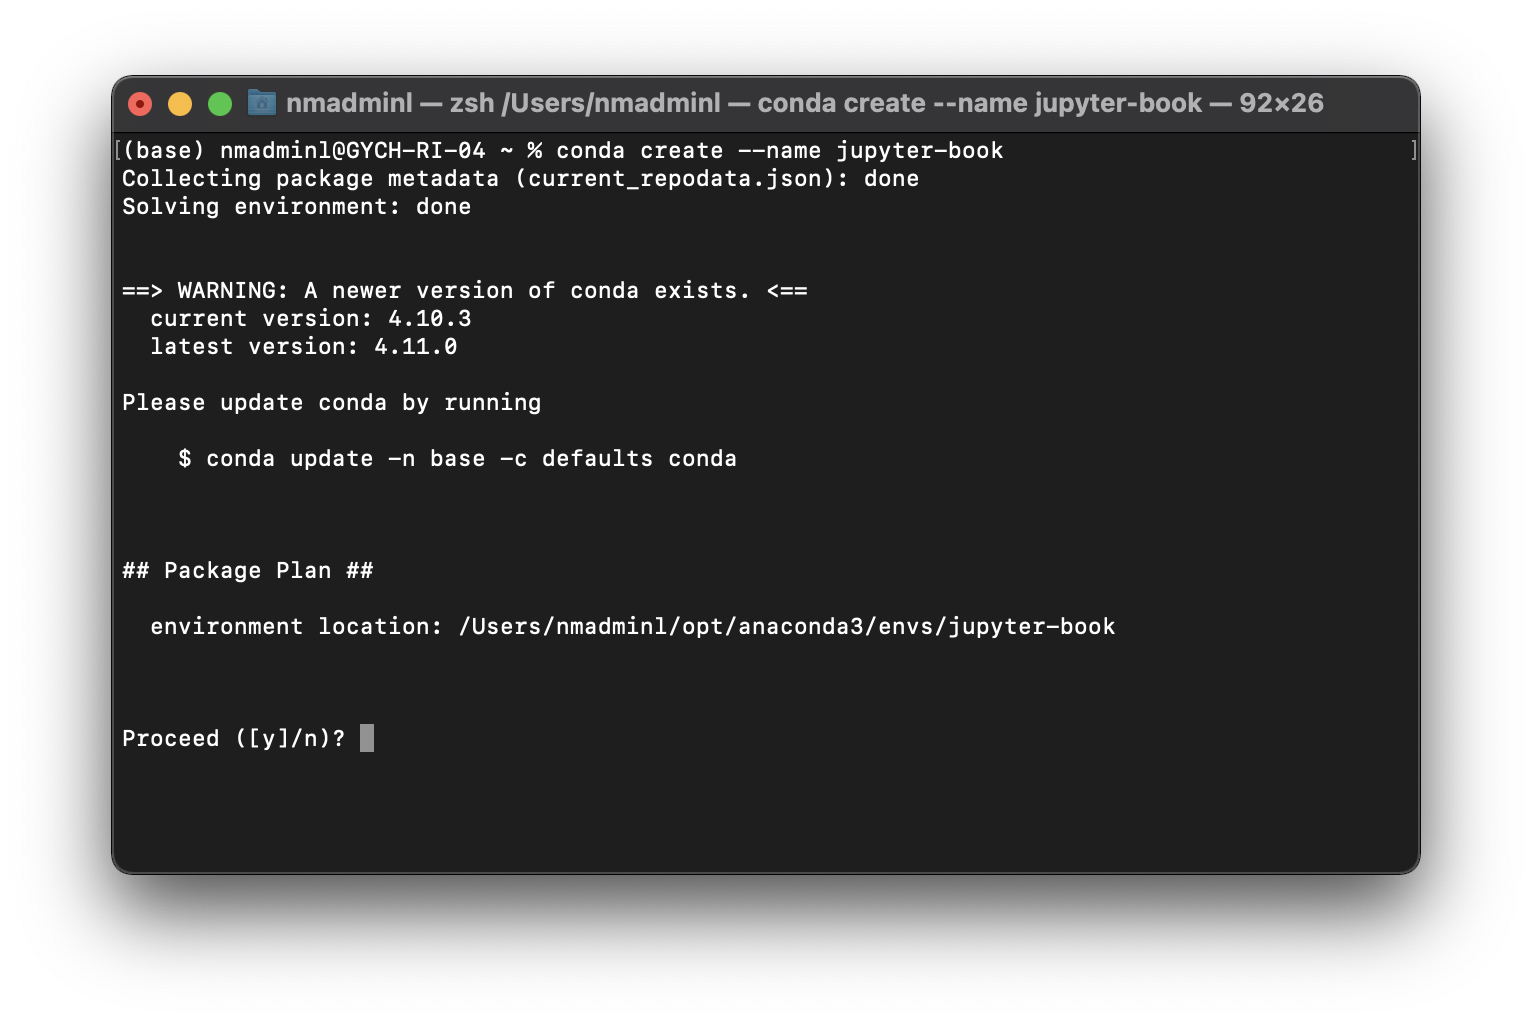 nmadminl — zsh /Users/nmadminl — conda create --name jupyter-book — 92×26
[(base) nmadminl@GYCH-RI-04 ~ % conda create --name jupyter-book ]
Collecting package metadata (current_repodata.json): done
Solving environment: done
==> WARNING: A newer version of conda exists. <==
current version: 4.10.3
latest version: 4.11.0
Please update conda by running
$ conda update -n base -c defaults conda
## Package Plan ##
environment location: /Users/nmadminl/opt/anaconda3/envs/jupyter-book
Proceed ([y]/n)?